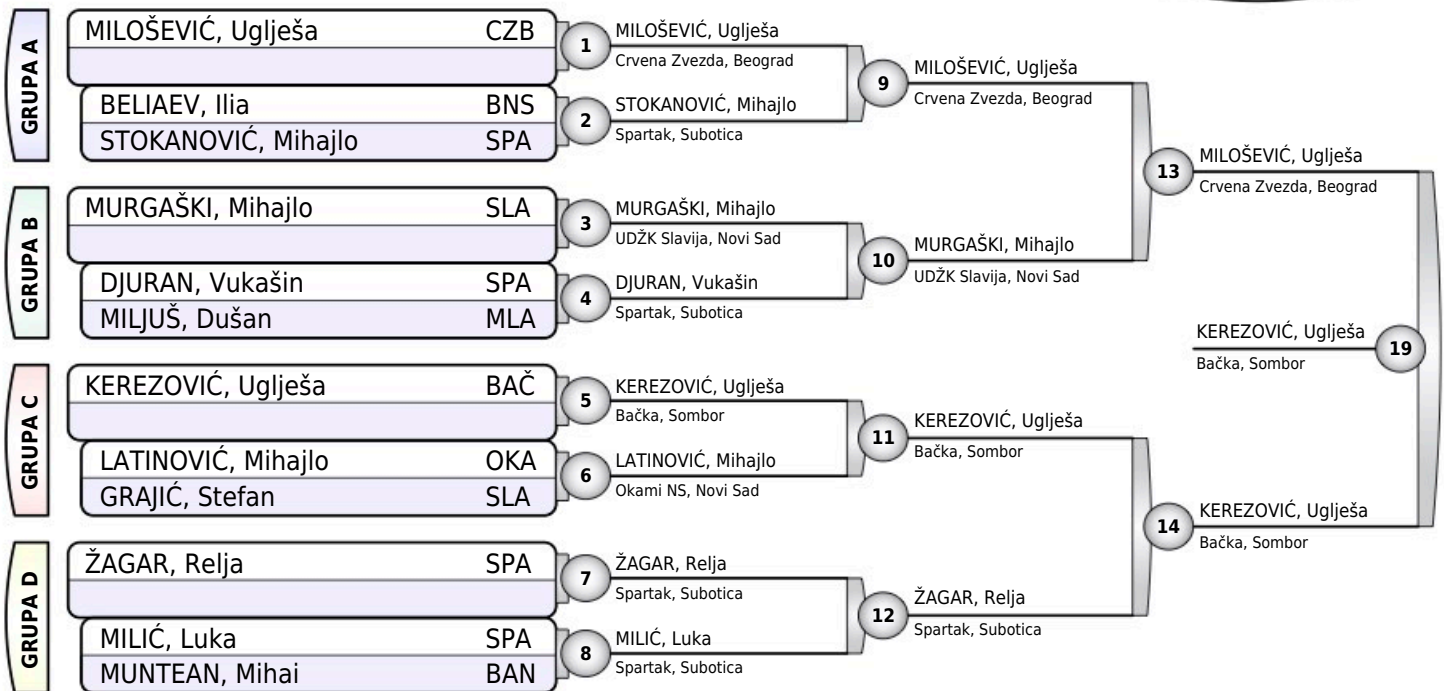 GRUPA A
MILOŠEVIĆ, Uglješa CZB
BELIAEV, Ilia BNS
STOKANOVIĆ, Mihajlo SPA
GRUPA B
MURGAŠKI, Mihajlo SLA
DJURAN, Vukašin SPA
MILJUŠ, Dušan MLA
GRUPA C
KEREZOVIĆ, Uglješa BAČ
LATINOVIĆ, Mihajlo OKA
GRAJIĆ, Stefan SLA
GRUPA D
ŽAGAR, Relja SPA
MILIĆ, Luka SPA
MUNTEAN, Mihai BAN
1
MILOŠEVIĆ, Uglješa
Crvena Zvezda, Beograd
2
STOKANOVIĆ, Mihajlo
Spartak, Subotica
3
MURGAŠKI, Mihajlo
UDŽK Slavija, Novi Sad
4
DJURAN, Vukašin
Spartak, Subotica
5
KEREZOVIĆ, Uglješa
Bačka, Sombor
6
LATINOVIĆ, Mihajlo
Okami NS, Novi Sad
7
ŽAGAR, Relja
Spartak, Subotica
8
MILIĆ, Luka
Spartak, Subotica
9
MILOŠEVIĆ, Uglješa
Crvena Zvezda, Beograd
10
MURGAŠKI, Mihajlo
UDŽK Slavija, Novi Sad
11
KEREZOVIĆ, Uglješa
Bačka, Sombor
12
ŽAGAR, Relja
Spartak, Subotica
13
MILOŠEVIĆ, Uglješa
Crvena Zvezda, Beograd
14
KEREZOVIĆ, Uglješa
Bačka, Sombor
KEREZOVIĆ, Uglješa
Bačka, Sombor
19